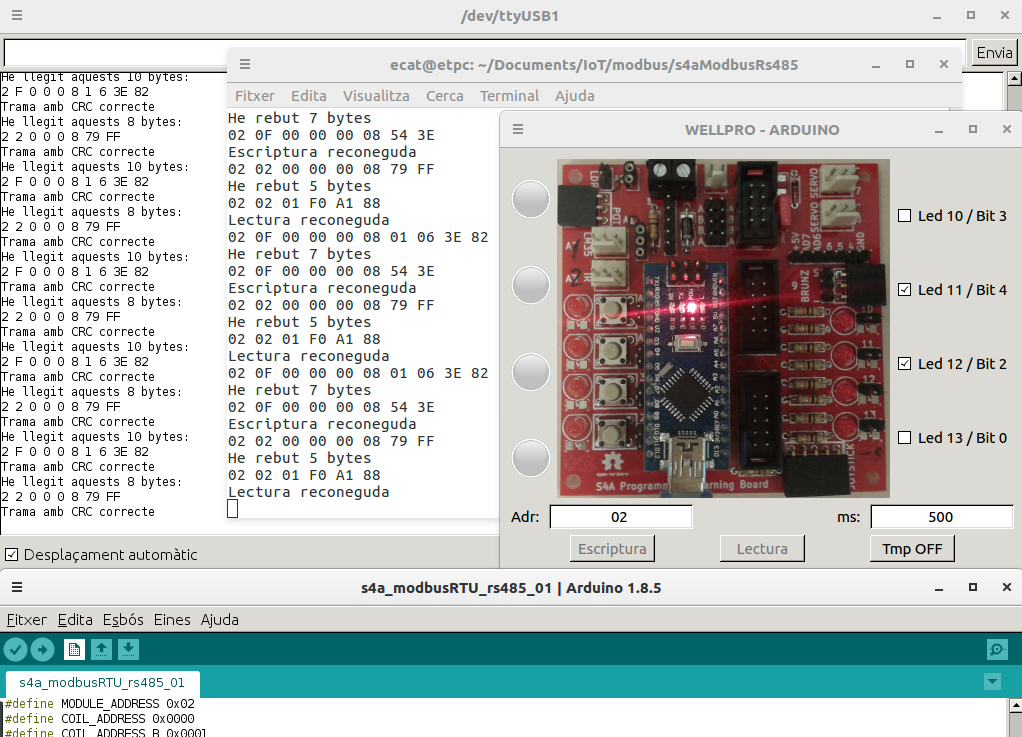 /dev/ttyUSB1
Envia
He llegit aquests 10 bytes:
2 F 0 0 0 8 1 6 3E 82
Trama amb CRC correcte
He llegit aquests 8 bytes:
2 2 0 0 0 8 79 FF
Trama amb CRC correcte
He llegit aquests 10 bytes:
2 F 0 0 0 8 1 6 3E 82
Trama amb CRC correcte
He llegit aquests 8 bytes:
2 2 0 0 0 8 79 FF
Trama amb CRC correcte
He llegit aquests 10 bytes:
2 F 0 0 0 8 1 6 3E 82
Trama amb CRC correcte
He llegit aquests 8 bytes:
2 2 0 0 0 8 79 FF
Trama amb CRC correcte
He llegit aquests 10 bytes:
2 F 0 0 0 8 1 6 3E 82
Trama amb CRC correcte
He llegit aquests 8 bytes:
2 2 0 0 0 8 79 FF
Trama amb CRC correcte
He llegit aquests 10 bytes:
2 F 0 0 0 8 1 6 3E 82
Trama amb CRC correcte
He llegit aquests 8 bytes:
2 2 0 0 0 8 79 FF
Trama amb CRC correcte
Desplaçament automàtic
ecat@etpc: ~/Documents/IoT/modbus/s4aModbusRs485
Fitxer Edita Visualitza Cerca Terminal Ajuda
He rebut 7 bytes
02 0F 00 00 00 08 54 3E
Escriptura reconeguda
02 02 00 00 00 08 79 FF
He rebut 5 bytes
02 02 01 F0 A1 88
Lectura reconeguda
02 0F 00 00 00 08 01 06 3E 82
He rebut 7 bytes
02 0F 00 00 00 08 54 3E
Escriptura reconeguda
02 02 00 00 00 08 79 FF
He rebut 5 bytes
02 02 01 F0 A1 88
Lectura reconeguda
02 0F 00 00 00 08 01 06 3E 82
He rebut 7 bytes
02 0F 00 00 00 08 54 3E
Escriptura reconeguda
02 02 00 00 00 08 79 FF
He rebut 5 bytes
02 02 01 F0 A1 88
Lectura reconeguda
WELLPRO - ARDUINO
LDR
POT
A1
LM35
SERVO
SERVO
+5V
AD7
AD6
GND
BRUNZ
9
11
12
JOYSTICK
S4A
Board
Led 10 / Bit 3
Led 11 / Bit 4
Led 12 / Bit 2
Led 13 / Bit 0
Adr: 02 ms: 500
Escriptura Lectura Tmp OFF
s4a_modbusRTU_rs485_01 | Arduino 1.8.5
Fitxer Edita Esbós Eines Ajuda
s4a_modbusRTU_rs485_01
#define MODULE_ADDRESS 0x02
#define COIL_ADDRESS 0x0000
#define COIL_ADDRESS_B 0x0001